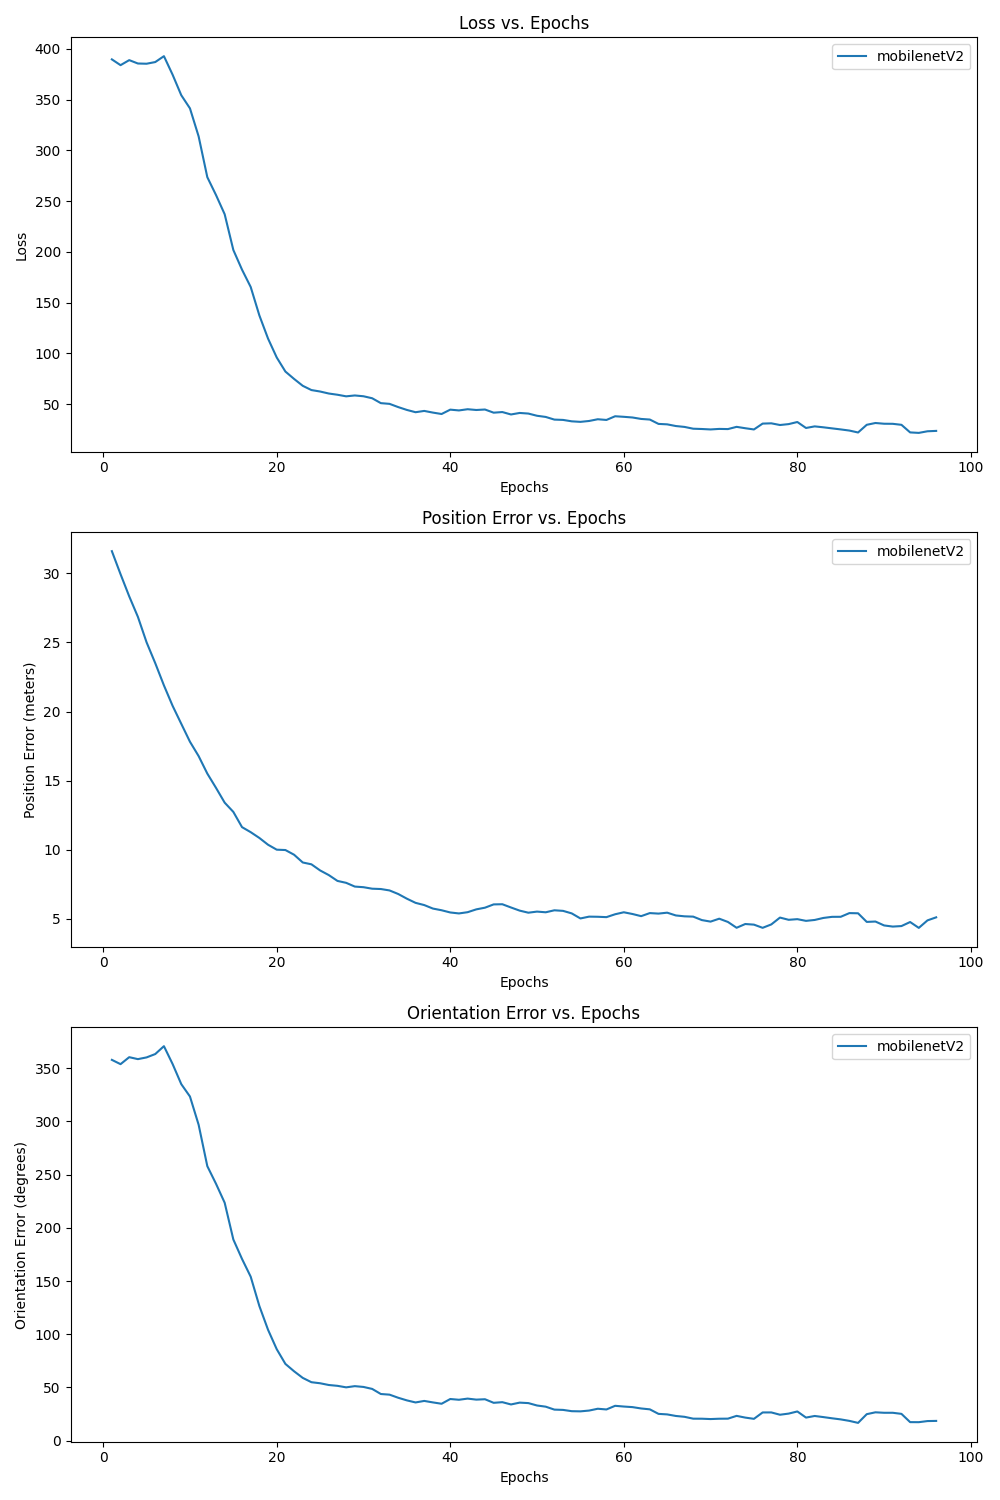 Loss vs. Epochs
mobilenetV2
400
350
300
250
200
150
100
50
Loss
0 20 40 60 80 100
Epochs
Position Error vs. Epochs
mobilenetV2
30
25
20
15
10
5
Position Error (meters)
0 20 40 60 80 100
Epochs
Orientation Error vs. Epochs
mobilenetV2
350
300
250
200
150
100
50
0
Orientation Error (degrees)
0 20 40 60 80 100
Epochs